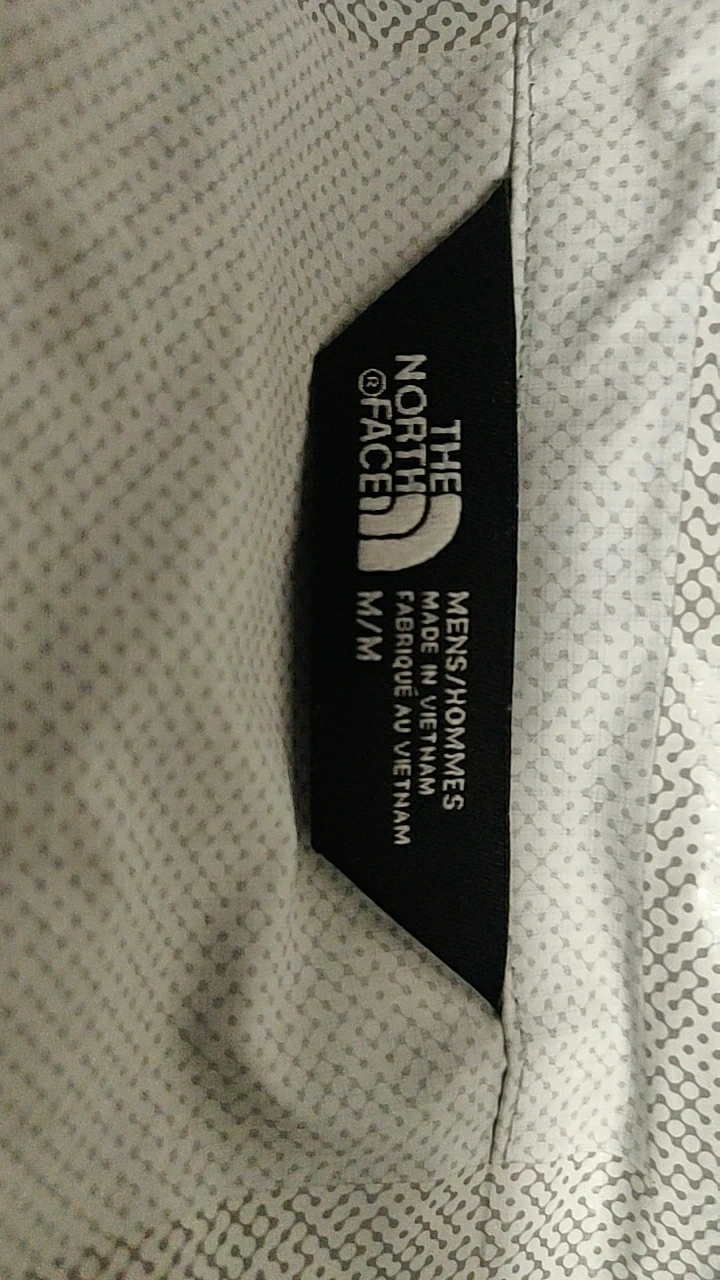 THE
NORTH
FACE®
MENS/HOMMES
MADE IN VIETNAM
FABRIQUÉ AU VIETNAM
M/M